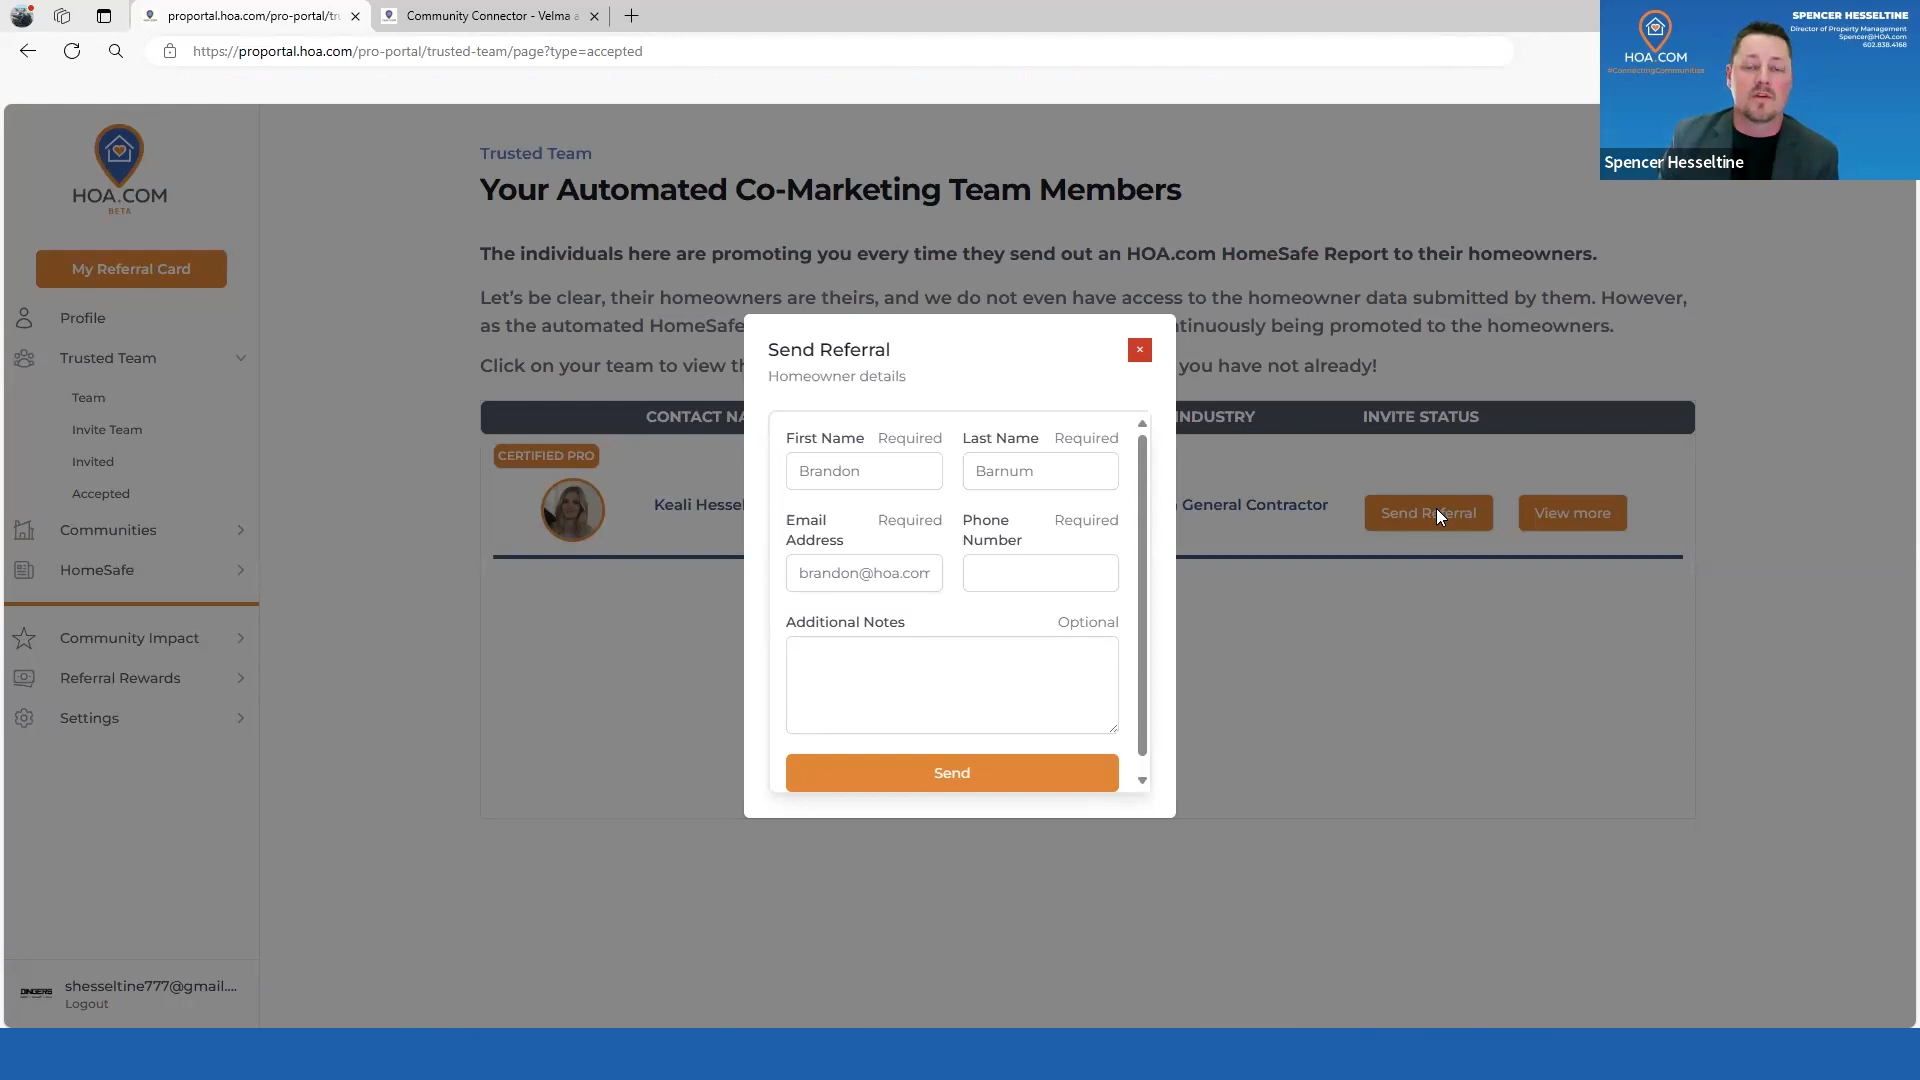 proportal.hoa.com/pro-portal/tr
Community Connector - Velma a
https://proportal.hoa.com/pro-portal/trusted-team/page?type=accepted
SPENCER HESSELTINE
Director of Property Management
Spencer@HOA.com
602.838.4168
HOA.COM
#ConnectingCommunities
Spencer Hesseltine
HOA.COM
BETA
My Referral Card
Profile
Trusted Team
Team
Invite Team
Invited
Accepted
Communities
HomeSafe
Community Impact
Referral Rewards
Settings
DINGERS
shesseltine777@gmail....
Logout
Trusted Team
Your Automated Co-Marketing Team Members
The individuals here are promoting you every time they send out an HOA.com HomeSafe Report to their homeowners.
Let's be clear, their homeowners are theirs, and we do not even have access to the homeowner data submitted by them. However,
as the automated HomeSafe tinuously being promoted to the homeowners.
Click on your team to view th you have not already!
CONTACT NA INDUSTRY INVITE STATUS
CERTIFIED PRO
Keali Hessel General Contractor Send Referral View more
Send Referral
×
Homeowner details
First Name Required Last Name Required
Brandon Barnum
Email Address Required Phone Number Required
brandon@hoa.com
Additional Notes Optional
Send